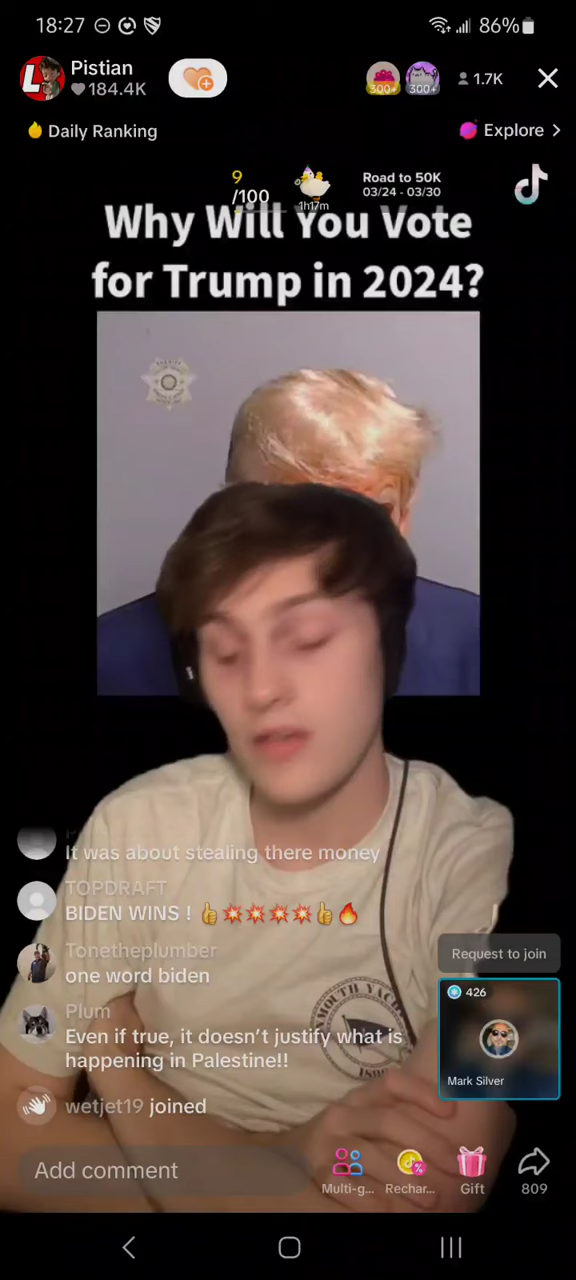 18:27
86%
Pistian
184.4K
300+
300+
1.7K
Daily Ranking
Explore
9
/100
1h17m
Road to 50K
03/24 - 03/30
Why Will You Vote
for Trump in 2024?
It was about stealing there money
TOPDRAFT
BIDEN WINS ! 👍💥💥💥💥👍🔥
Tonetheplumber
one word biden
Plum
Even if true, it doesn't justify what is
happening in Palestine!!
wetjet19 joined
Request to join
426
Mark Silver
Add comment
Multi-g...
Rechar...
Gift
809